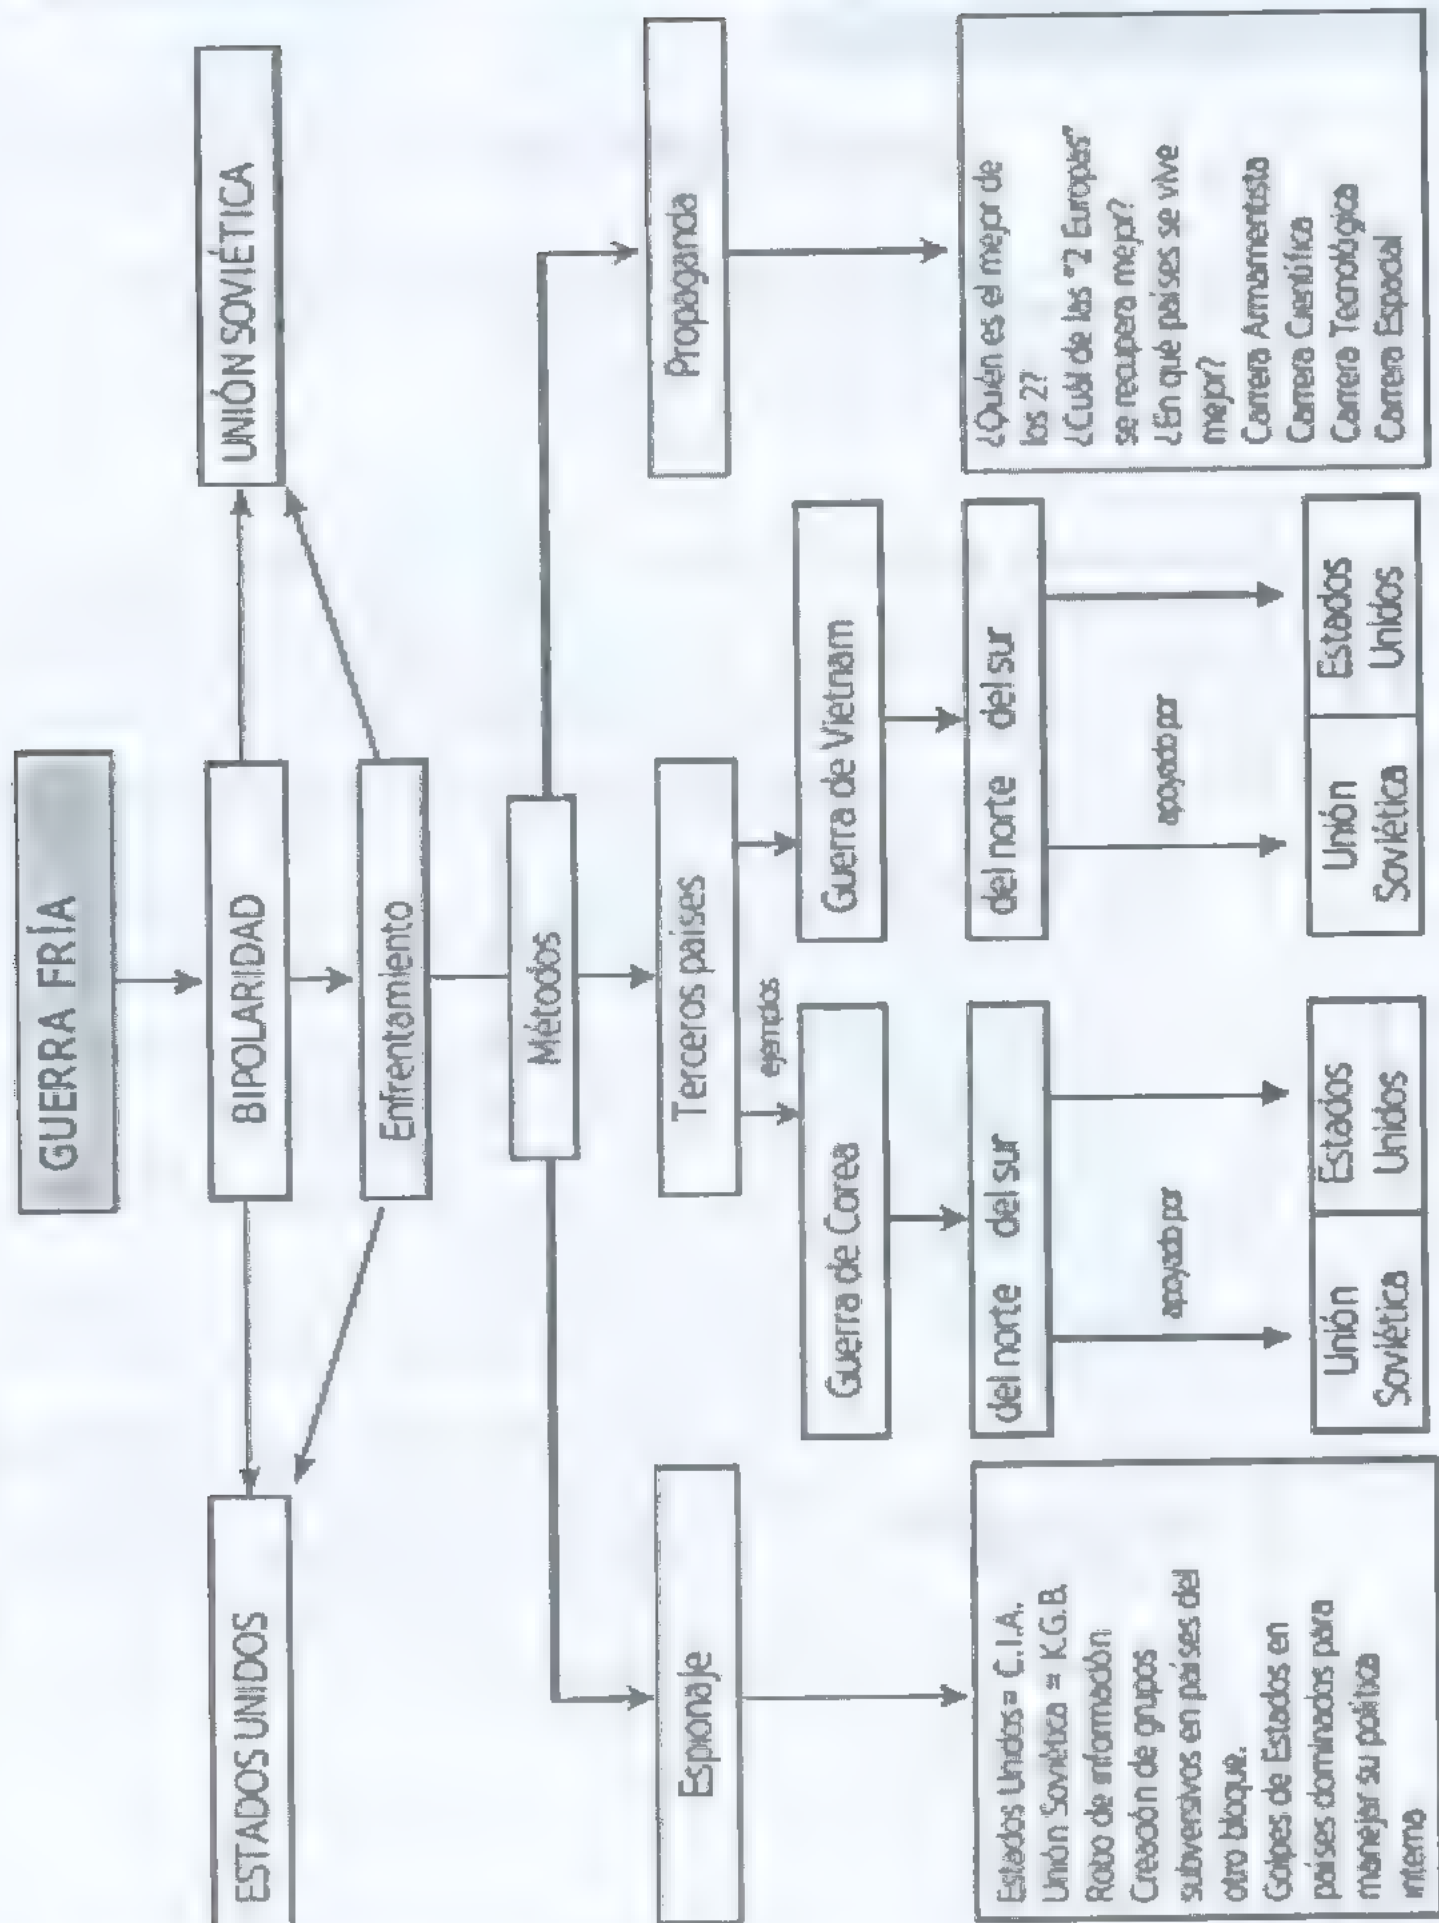 GUERRA FRÍA
ESTADOS UNIDOS
BIPOLARIDAD
UNIÓN SOVIÉTICA
Enfrentamiento
Métodos
Espionaje
Terceros países
Propaganda
ejemplos
Guerra de Corea
Guerra de Vietnam
Estados Unidos = C.I.A.
Unión Soviética = K.G.B.
Robo de información
Creación de grupos
subversivos en países del
otro bloque.
Golpes de Estados en
países dominados para
manejar su política
interna
del norte del sur
apoyado por
Unión
Soviética
Estados
Unidos
del norte del sur
apoyado por
Unión
Soviética
Estados
Unidos
¿Quién es el mejor de
los 2?
¿Cuál de las "2 Europas"
se recupera mejor?
¿En qué países se vive
mejor?
Carrera Armamentista
Carrera Científica
Carrera Tecnológica
Carrera Espacial